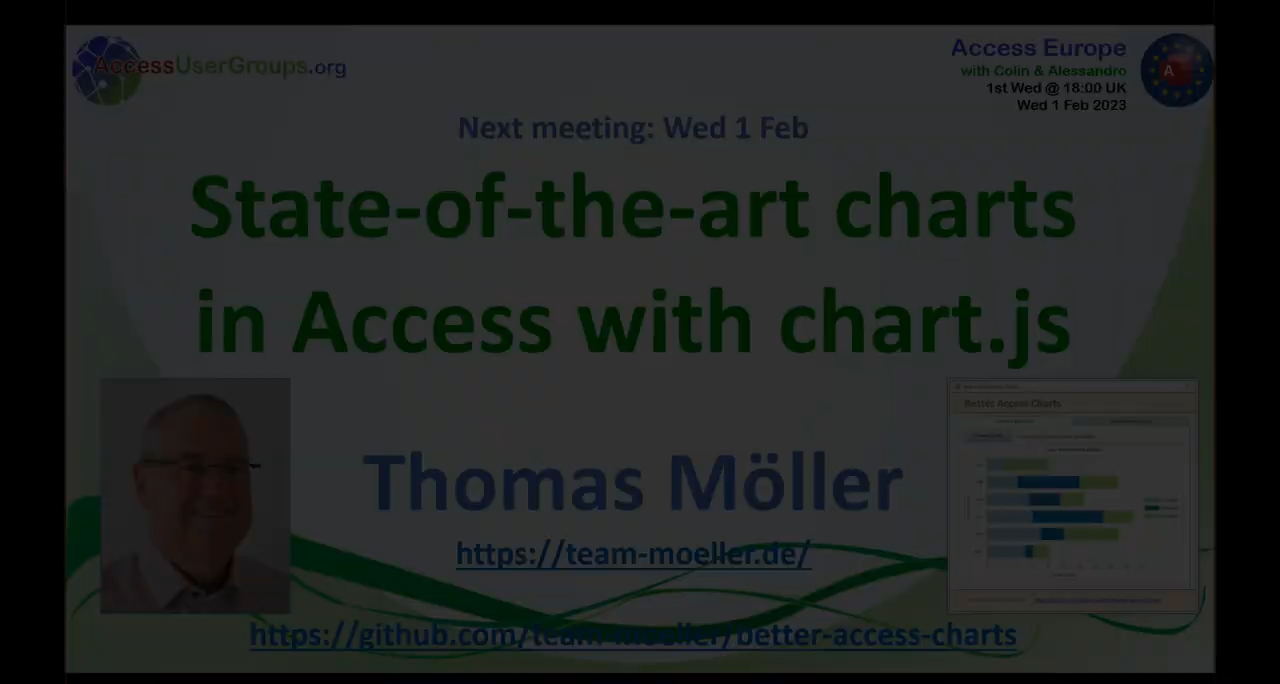 AccessUserGroups.org
Access Europe
with Colin & Alessandro
1st Wed @ 18:00 UK
Wed 1 Feb 2023
A
Next meeting: Wed 1 Feb
State-of-the-art charts
in Access with chart.js
Better Access Charts
Thomas Möller
https://team-moeller.de/
https://github.com/team-moeller/better-access-charts